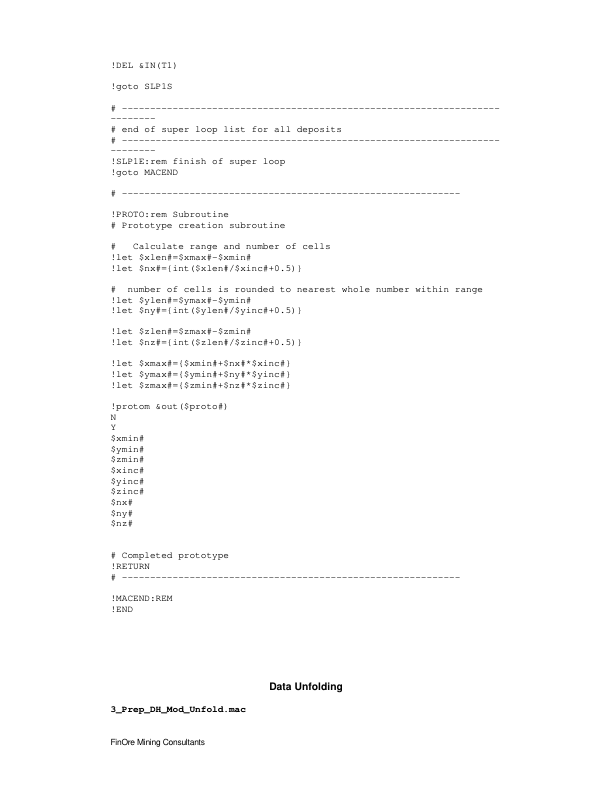 !DEL &IN(T1)
!goto SLP1S
# -------------------------------------------------------------------
--------
# end of super loop list for all deposits
# -------------------------------------------------------------------
--------
!SLP1E:rem finish of super loop
!goto MACEND
# ------------------------------------------------------------
!PROTO:rem Subroutine
# Prototype creation subroutine
#   Calculate range and number of cells
!let $xlen#=$xmax#-$xmin#
!let $nx#={int($xlen#/$xinc#+0.5)}
#  number of cells is rounded to nearest whole number within range
!let $ylen#=$ymax#-$ymin#
!let $ny#={int($ylen#/$yinc#+0.5)}
!let $zlen#=$zmax#-$zmin#
!let $nz#={int($zlen#/$zinc#+0.5)}
!let $xmax#={$xmin#+$nx#*$xinc#}
!let $ymax#={$ymin#+$ny#*$yinc#}
!let $zmax#={$zmin#+$nz#*$zinc#}
!protom &out($proto#)
N
Y
$xmin#
$ymin#
$zmin#
$xinc#
$yinc#
$zinc#
$nx#
$ny#
$nz#
# Completed prototype
!RETURN
# ------------------------------------------------------------
!MACEND:REM
!END
Data Unfolding
3_Prep_DH_Mod_Unfold.mac
FinOre Mining Consultants